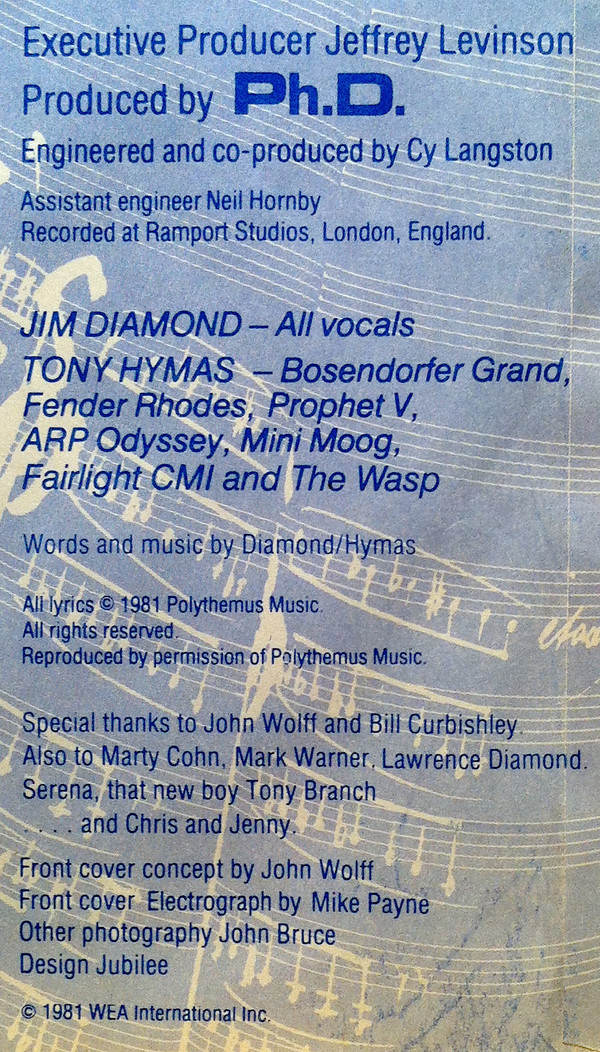 Executive Producer Jeffrey Levinson
Produced by Ph.D.
Engineered and co-produced by Cy Langston
Assistant engineer Neil Hornby
Recorded at Ramport Studios, London, England.
JIM DIAMOND – All vocals
TONY HYMAS – Bosendorfer Grand,
Fender Rhodes, Prophet V,
ARP Odyssey, Mini Moog,
Fairlight CMI and The Wasp
Words and music by Diamond/Hymas
All lyrics © 1981 Polythemus Music.
All rights reserved.
Reproduced by permission of Polythemus Music.
Special thanks to John Wolff and Bill Curbishley.
Also to Marty Cohn, Mark Warner, Lawrence Diamond.
Serena, that new boy Tony Branch
. . . . and Chris and Jenny.
Front cover concept by John Wolff
Front cover Electrograph by Mike Payne
Other photography John Bruce
Design Jubilee
© 1981 WEA International Inc.